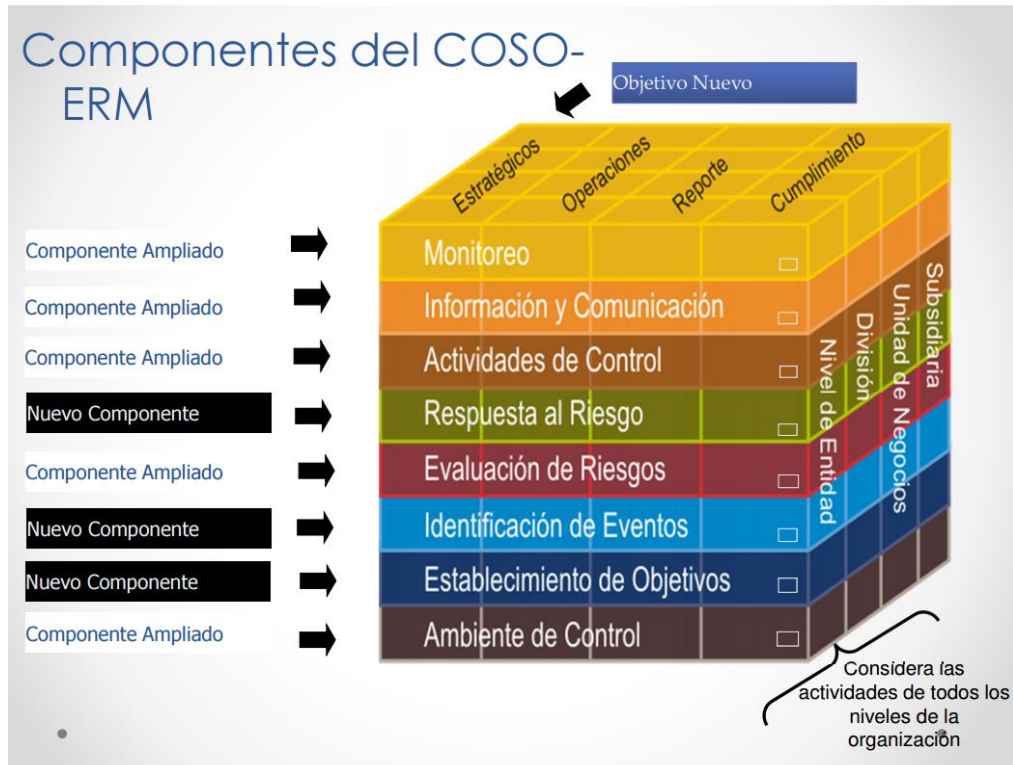 Componentes del COSO-
ERM
Objetivo Nuevo
Estratégicos
Operaciones
Reporte
Cumplimiento
Componente Ampliado
Monitoreo
Componente Ampliado
Información y Comunicación
Componente Ampliado
Actividades de Control
Nuevo Componente
Respuesta al Riesgo
Componente Ampliado
Evaluación de Riesgos
Nuevo Componente
Identificación de Eventos
Nuevo Componente
Establecimiento de Objetivos
Componente Ampliado
Ambiente de Control
Nivel de Entidad
División
Unidad de Negocios
Subsidiaria
Considera las
actividades de todos los
niveles de la
organización